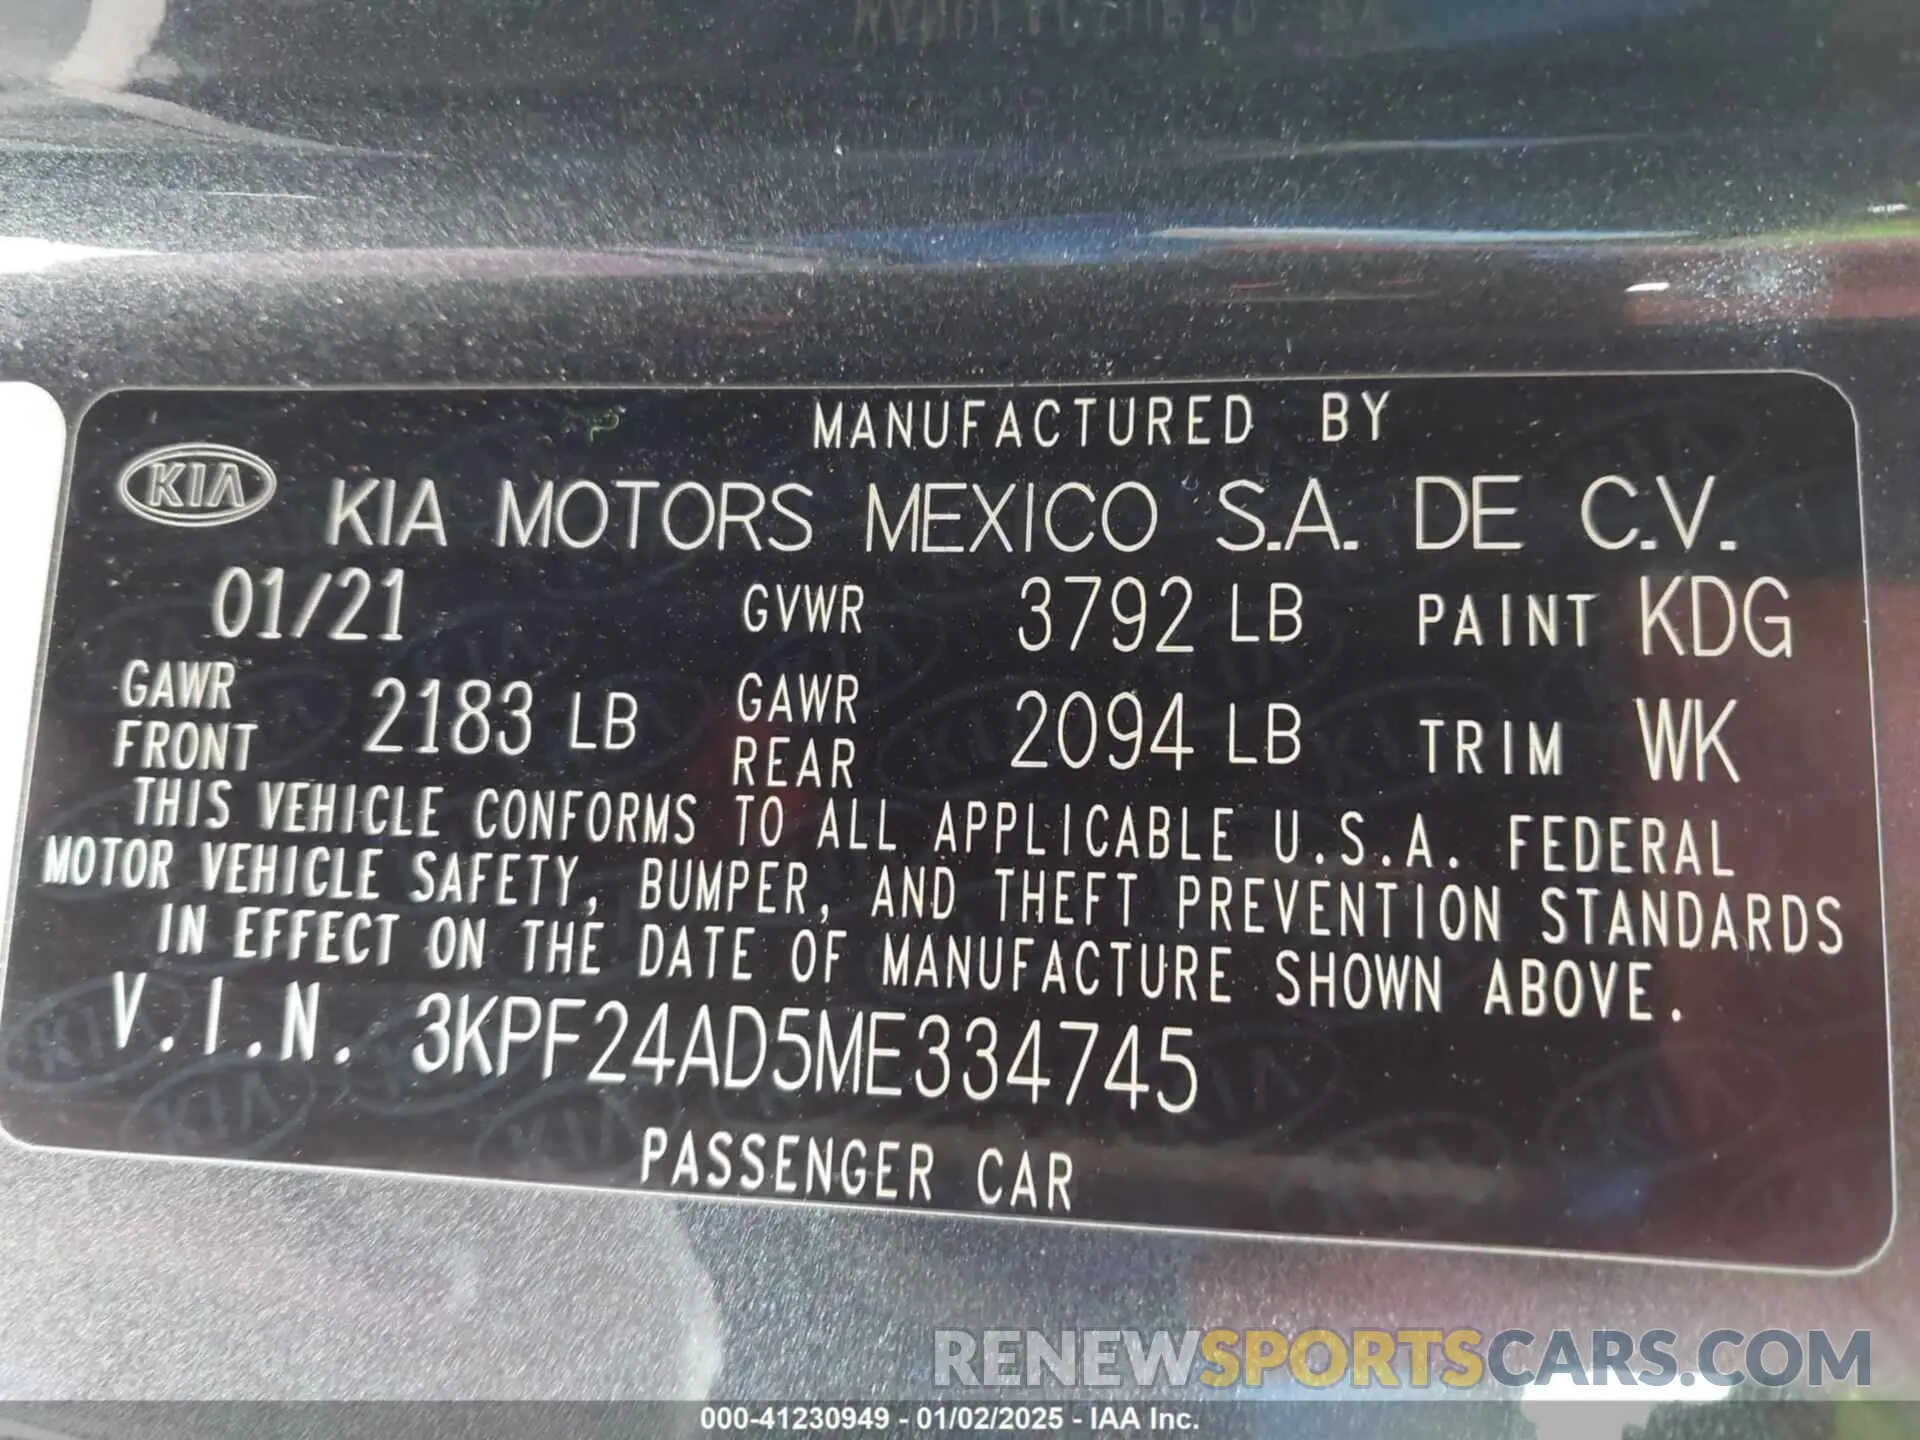 MANUFACTURED BY
KIA KIA MOTORS MEXICO S.A. DE C.V.
01/21 GVWR 3792 LB PAINT KDG
GAWR FRONT 2183 LB GAWR REAR 2094 LB TRIM WK
THIS VEHICLE CONFORMS TO ALL APPLICABLE U.S.A. FEDERAL
MOTOR VEHICLE SAFETY, BUMPER, AND THEFT PREVENTION STANDARDS
IN EFFECT ON THE DATE OF MANUFACTURE SHOWN ABOVE.
V.I.N. 3KPF24AD5ME334745
PASSENGER CAR
RENEWSPORTSCARS.COM
000-41230949 - 01/02/2025 - IAA Inc.